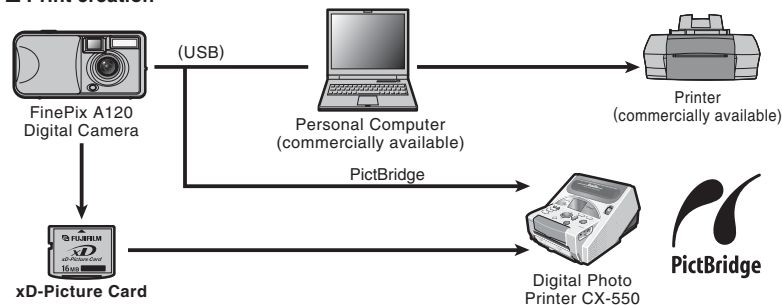 Print creation
(USB)
FinePix A120
Digital Camera
Personal Computer
(commercially available)
Printer
(commercially available)
PictBridge
FUJIFILM
xD
xD-Picture Card
16MB
xD-Picture Card
Digital Photo
Printer CX-550
PictBridge